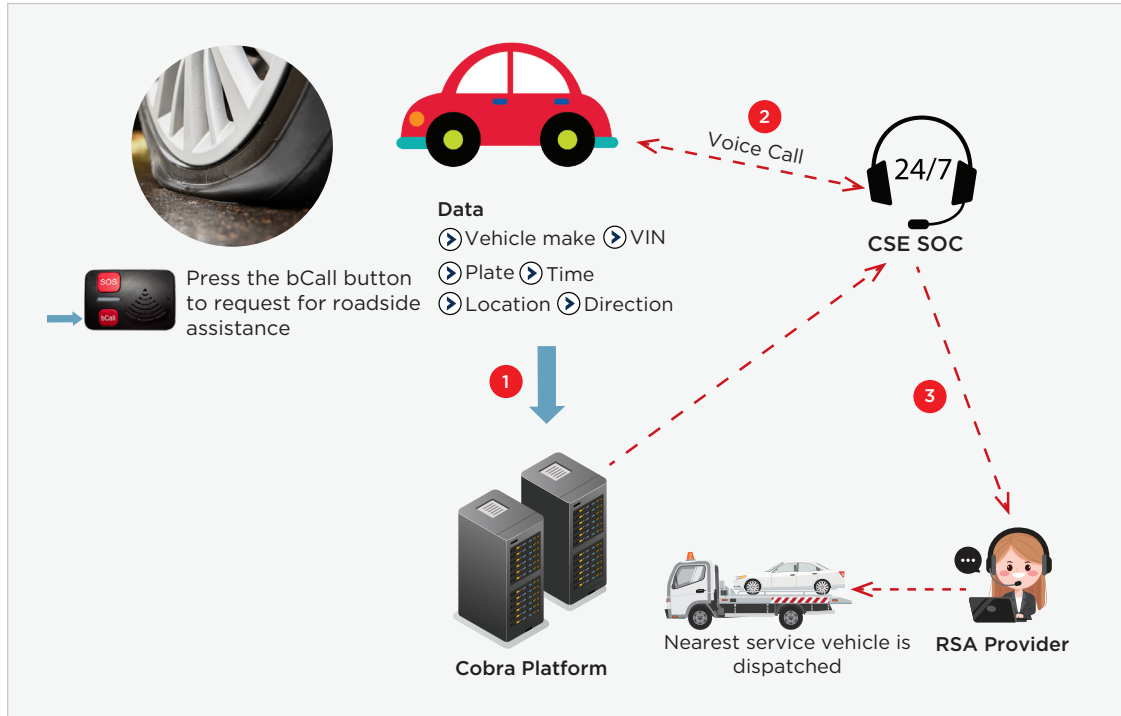 2
Voice Call
24/7
CSE SOC
Data
Vehicle make VIN
Plate Time
Location Direction
SOS
bCall
Press the bCall button
to request for roadside
assistance
1
3
Cobra Platform
Nearest service vehicle is
dispatched
RSA Provider